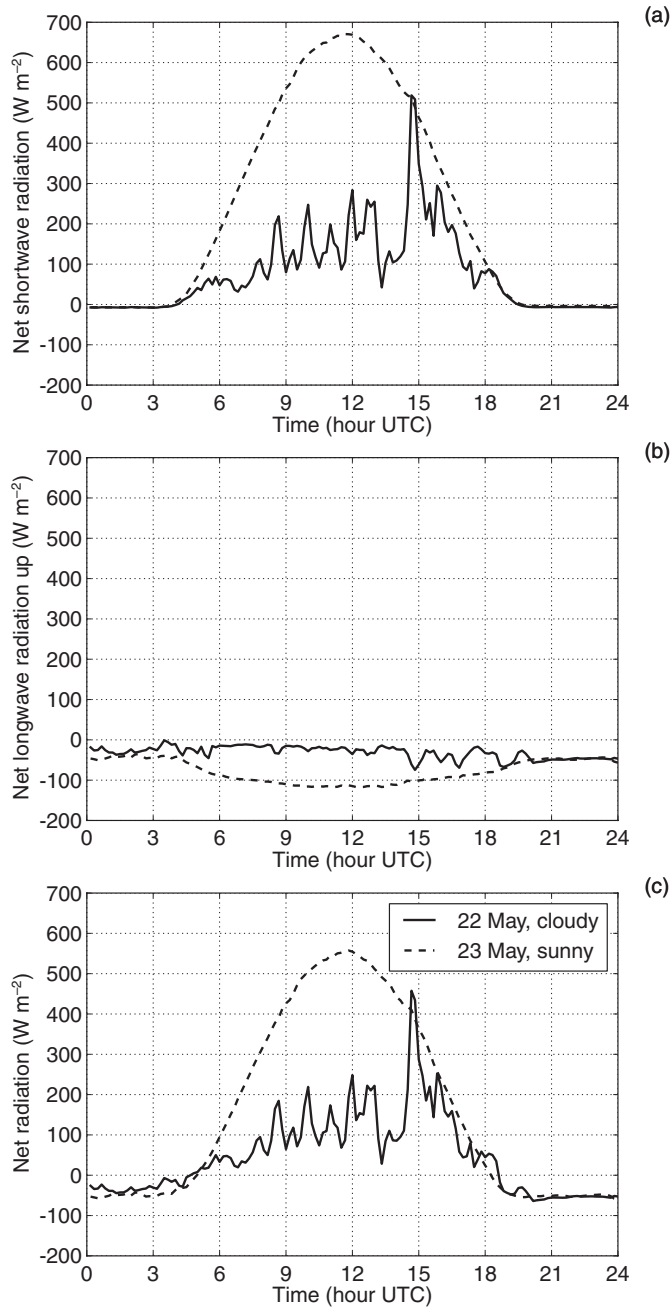 (a)
Net shortwave radiation (W m−2)
700
600
500
400
300
200
100
0
-100
-200
0 3 6 9 12 15 18 21 24
Time (hour UTC)
(b)
Net longwave radiation up (W m−2)
700
600
500
400
300
200
100
0
-100
-200
0 3 6 9 12 15 18 21 24
Time (hour UTC)
(c)
Net radiation (W m−2)
700
600
500
400
300
200
100
0
-100
-200
22 May, cloudy
23 May, sunny
0 3 6 9 12 15 18 21 24
Time (hour UTC)